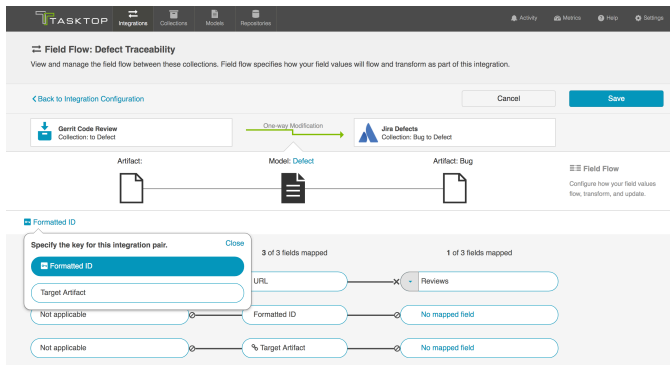 TASKTOP
Integrations
Collections
Models
Repositories
Activity
Metrics
Help
Settings
Field Flow: Defect Traceability
View and manage the field flow between these collections. Field flow specifies how your field values will flow and transform as part of this integration.
Back to Integration Configuration
Cancel
Save
Gerrit Code Review
Collection: to Defect
One-way Modification
Jira Defects
Collection: Bug to Defect
Artifact:
Model: Defect
Artifact: Bug
Field Flow
Configure how your field values
flow, transform, and update.
Formatted ID
Specify the key for this integration pair.
Close
Formatted ID
Target Artifact
3 of 3 fields mapped
1 of 3 fields mapped
URL
Reviews
Not applicable
Formatted ID
No mapped field
Not applicable
Target Artifact
No mapped field